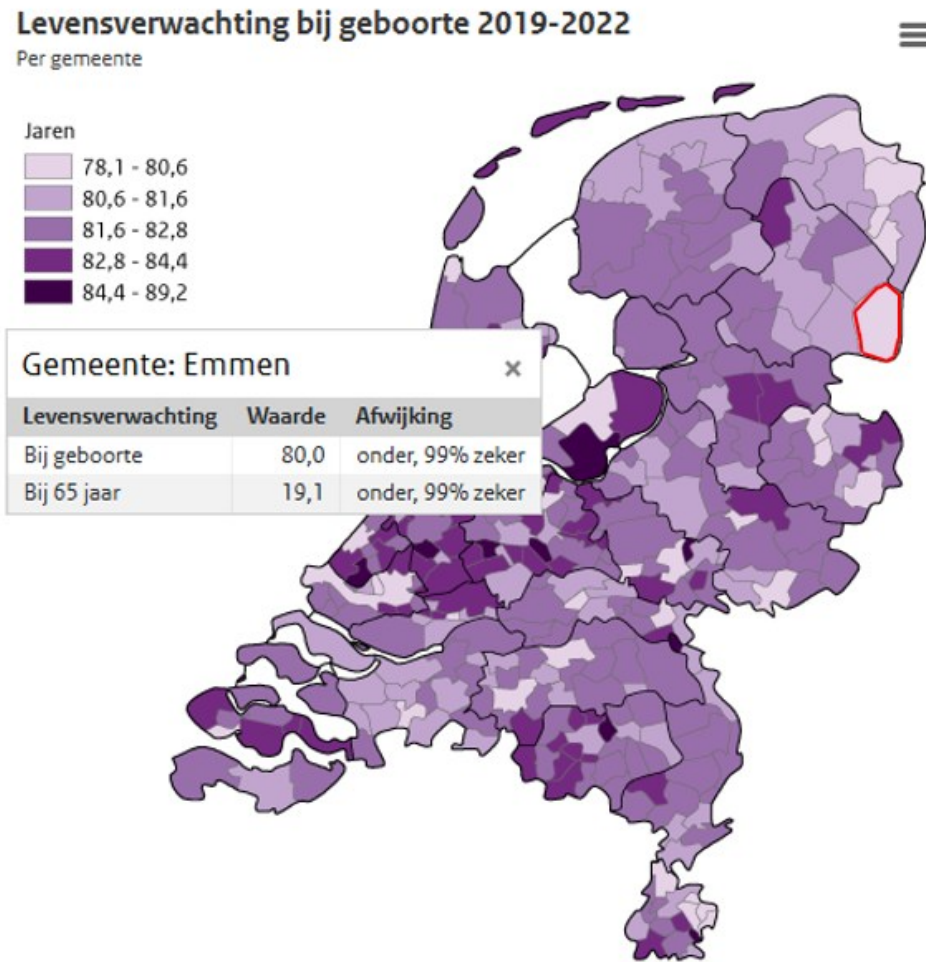 Levensverwachting bij geboorte 2019-2022
Per gemeente
Jaren
78,1 - 80,6
80,6 - 81,6
81,6 - 82,8
82,8 - 84,4
84,4 - 89,2
Gemeente: Emmen ×
Levensverwachting Waarde Afwijking
Bij geboorte 80,0 onder, 99% zeker
Bij 65 jaar 19,1 onder, 99% zeker